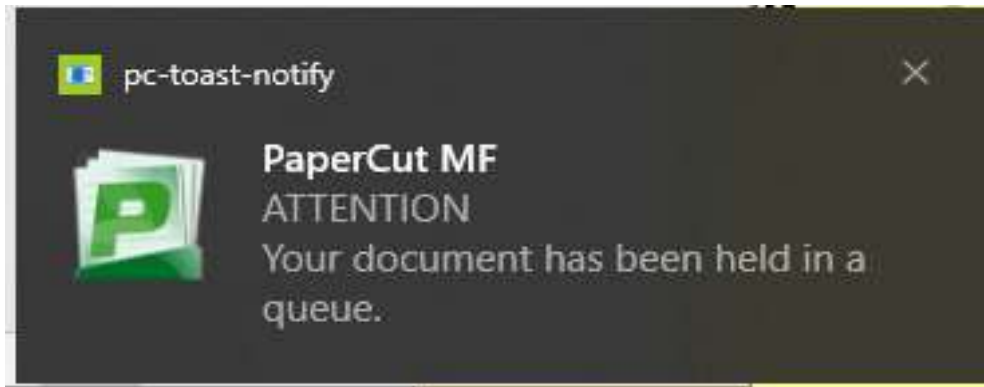 pc-toast-notify
PaperCut MF
ATTENTION
Your document has been held in a
queue.